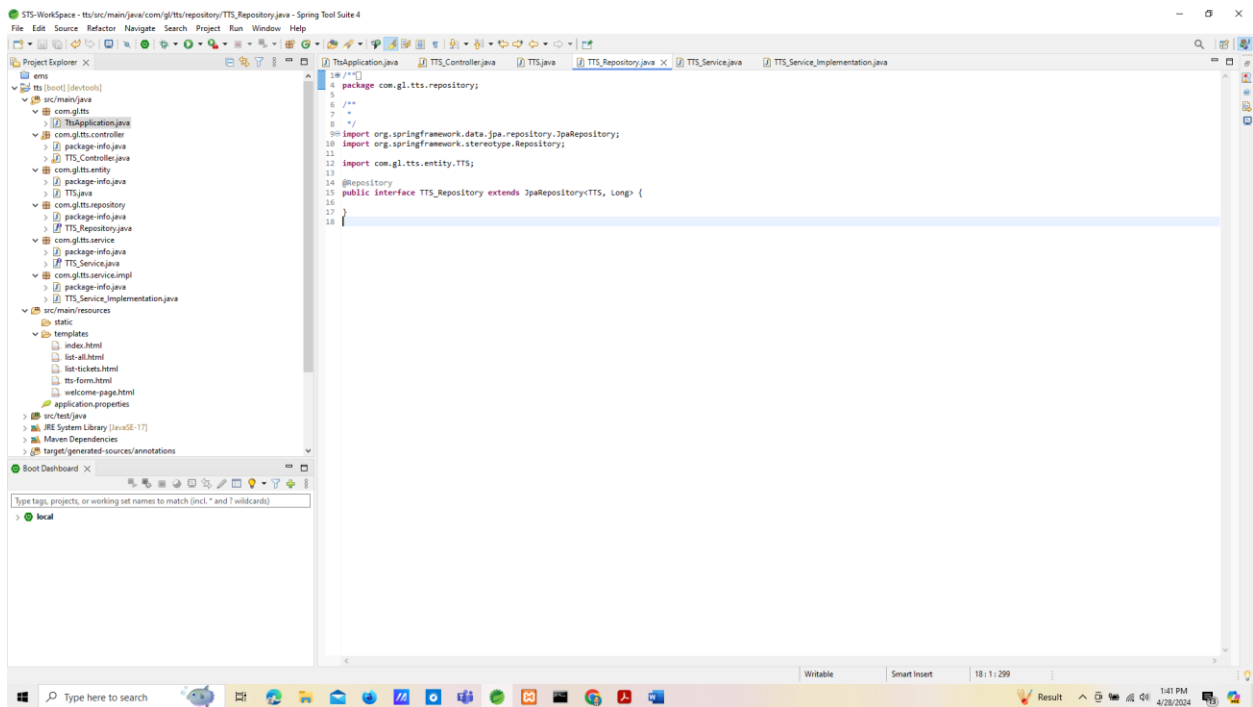 STS-WorkSpace - tts/src/main/java/com/gl/tts/repository/TTS_Repository.java - Spring Tool Suite 4
File Edit Source Refactor Navigate Search Project Run Window Help
Project Explorer
TtsApplication.java TTS_Controller.java TTS.java TTS_Repository.java TTS_Service.java TTS_Service_Implementation.java
ems
tts [boot] [devtools]
src/main/java
com.gl.tts
TtsApplication.java
com.gl.tts.controller
package-info.java
TTS_Controller.java
com.gl.tts.entity
package-info.java
TTS.java
com.gl.tts.repository
package-info.java
TTS_Repository.java
com.gl.tts.service
package-info.java
TTS_Service.java
com.gl.tts.service.impl
package-info.java
TTS_Service_Implementation.java
src/main/resources
static
templates
index.html
list-all.html
list-tickets.html
tts-form.html
welcome-page.html
application.properties
src/test/java
JRE System Library [JavaSE-17]
Maven Dependencies
target/generated-sources/annotations
1 /**
4 package com.gl.tts.repository;
5
6 /**
7 *
8 */
9 import org.springframework.data.jpa.repository.JpaRepository;
10 import org.springframework.stereotype.Repository;
11
12 import com.gl.tts.entity.TTS;
13
14 @Repository
15 public interface TTS_Repository extends JpaRepository<TTS, Long> {
16
17 }
18
Boot Dashboard
Type tags, projects, or working set names to match (incl. * and ? wildcards)
local
Writable Smart Insert 18 : 1 : 299
Type here to search
Result
1:41 PM
4/28/2024